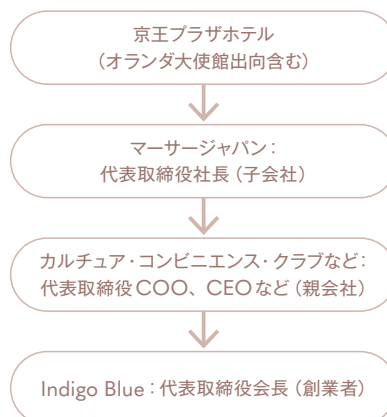 京王プラザホテル
（オランダ大使館出向含む）
マーサージャパン：
代表取締役社長（子会社）
カルチュア・コンビニエンス・クラブなど：
代表取締役COO、CEOなど（親会社）
Indigo Blue：代表取締役会長（創業者）